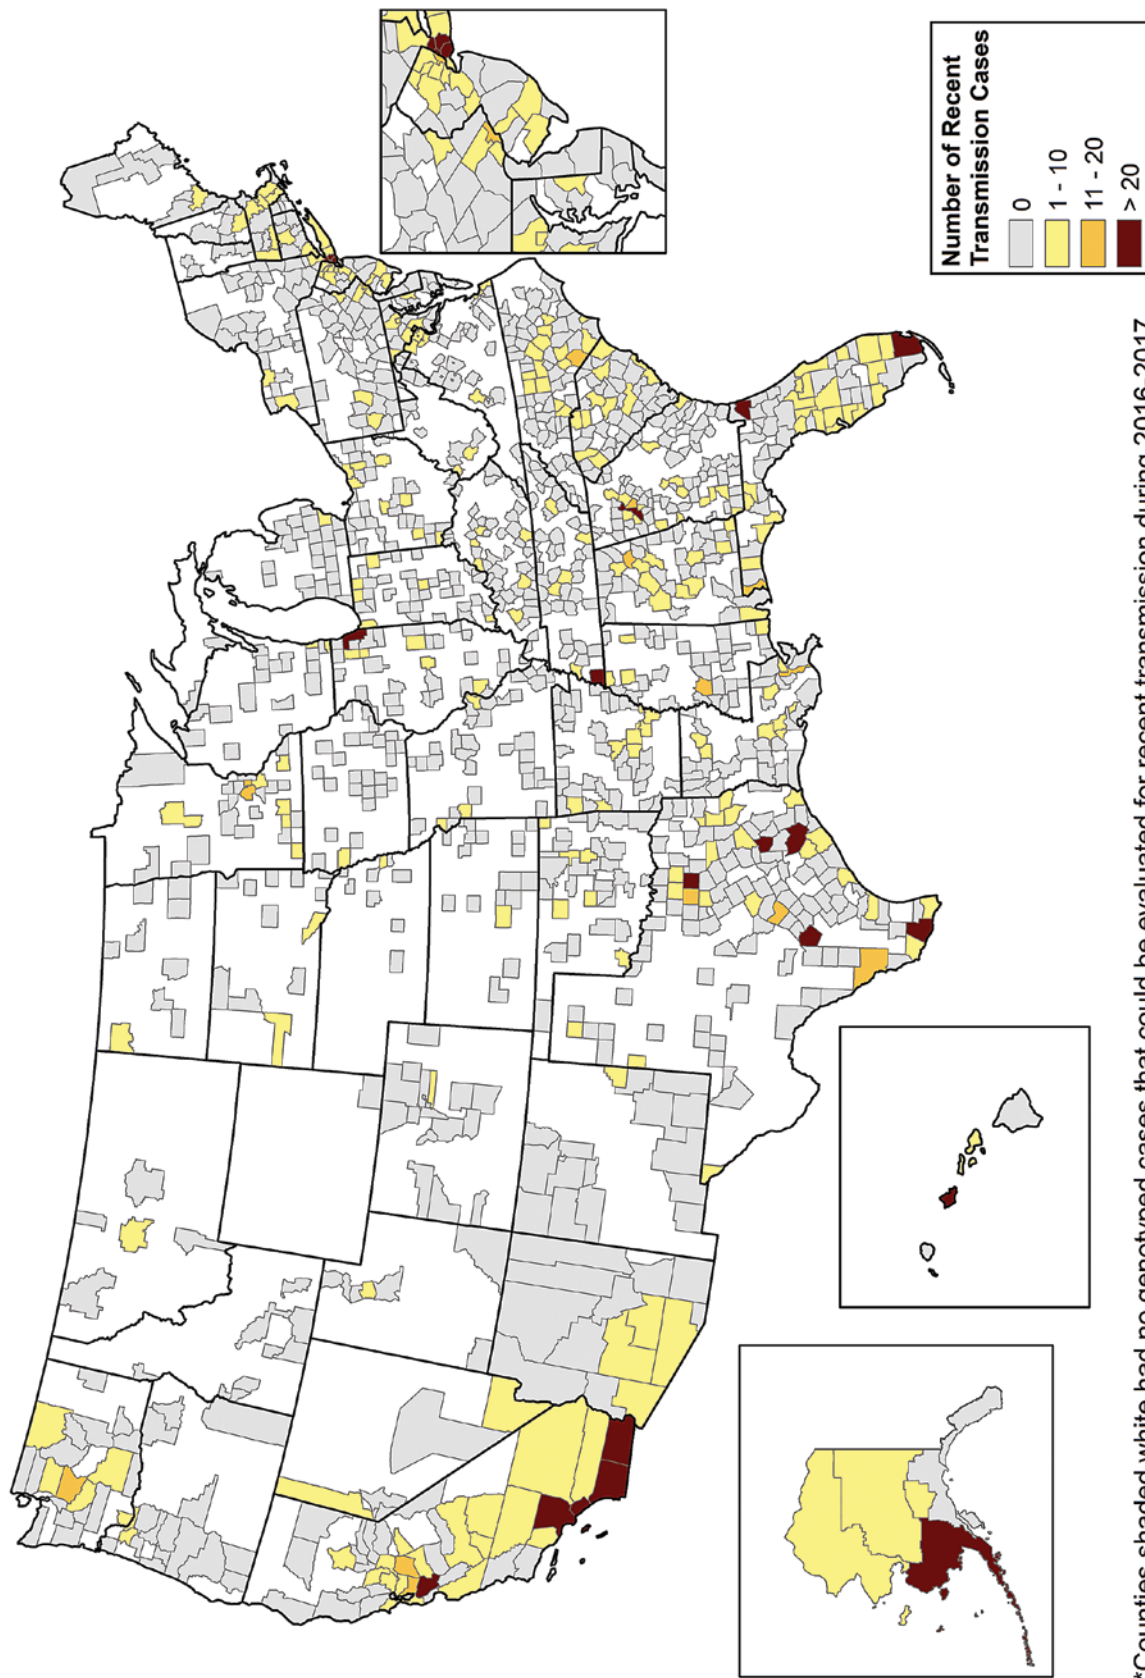 Number of Recent
Transmission Cases
0
1 - 10
11 - 20
> 20
*Counties shaded white had no genotyped cases that could be evaluated for recent transmission during 2016-2017